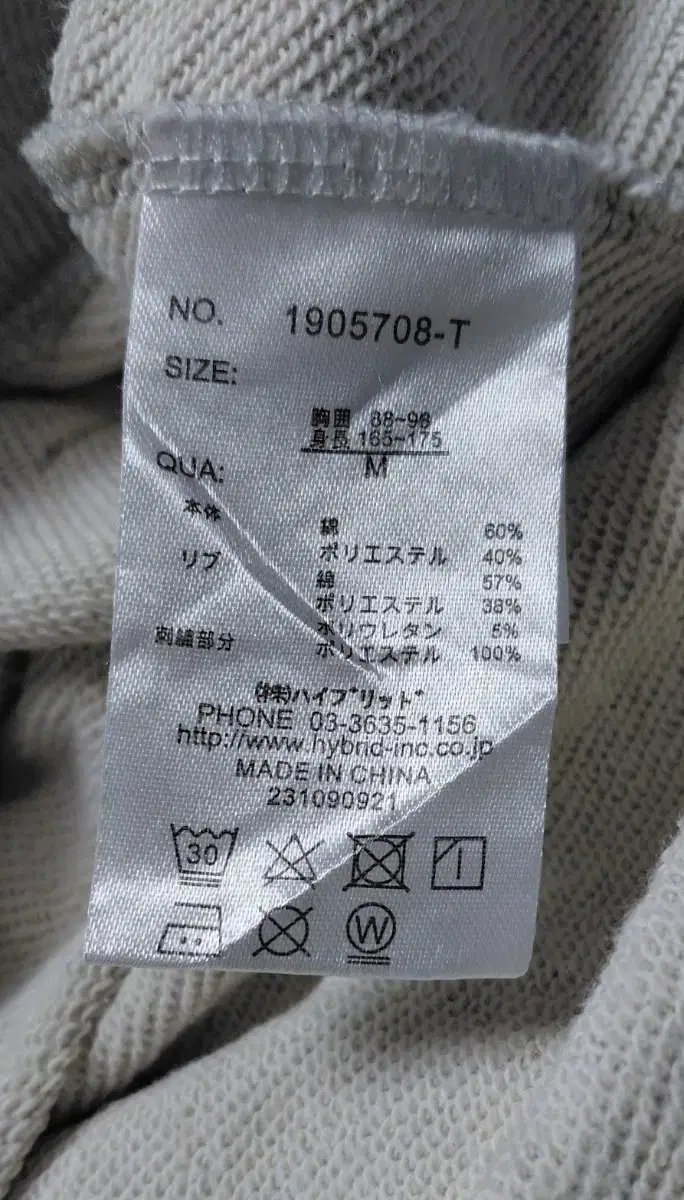 NO. 1905708-T
SIZE:
胸囲 88~96
身長 165~175
M
QUA:
本体 綿 60%
ポリエステル 40%
リブ 綿 57%
ポリエステル 38%
ポリウレタン 5%
刺繍部分 ポリエステル 100%
(株)ハイブリッド
PHONE 03-3635-1156
http://www.hybrid-inc.co.jp
MADE IN CHINA
231090921
30
W